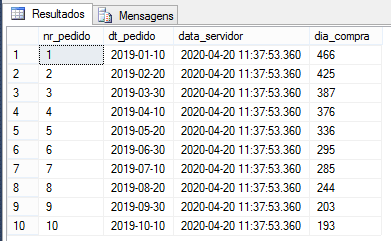 Resultados Mensagens
nr_pedido dt_pedido data_servidor dia_compra
1 1 2019-01-10 2020-04-20 11:37:53.360 466
2 2 2019-02-20 2020-04-20 11:37:53.360 425
3 3 2019-03-30 2020-04-20 11:37:53.360 387
4 4 2019-04-10 2020-04-20 11:37:53.360 376
5 5 2019-05-20 2020-04-20 11:37:53.360 336
6 6 2019-06-30 2020-04-20 11:37:53.360 295
7 7 2019-07-10 2020-04-20 11:37:53.360 285
8 8 2019-08-20 2020-04-20 11:37:53.360 244
9 9 2019-09-30 2020-04-20 11:37:53.360 203
10 10 2019-10-10 2020-04-20 11:37:53.360 193